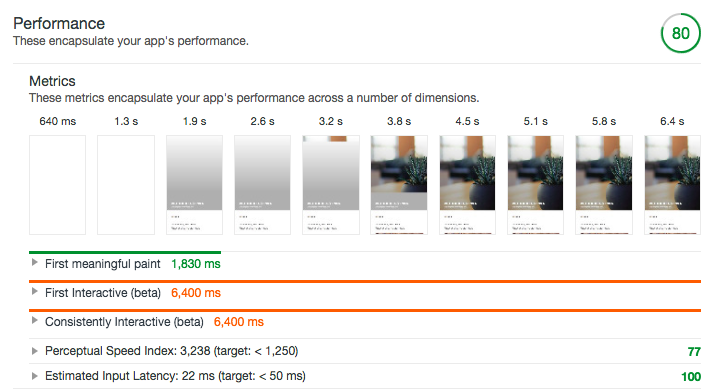 Performance
80
These encapsulate your app's performance.
Metrics
These metrics encapsulate your app's performance across a number of dimensions.
640 ms 1.3 s 1.9 s 2.6 s 3.2 s 3.8 s 4.5 s 5.1 s 5.8 s 6.4 s
First meaningful paint 1,830 ms
First Interactive (beta) 6,400 ms
Consistently Interactive (beta) 6,400 ms
Perceptual Speed Index: 3,238 (target: < 1,250) 77
Estimated Input Latency: 22 ms (target: < 50 ms) 100